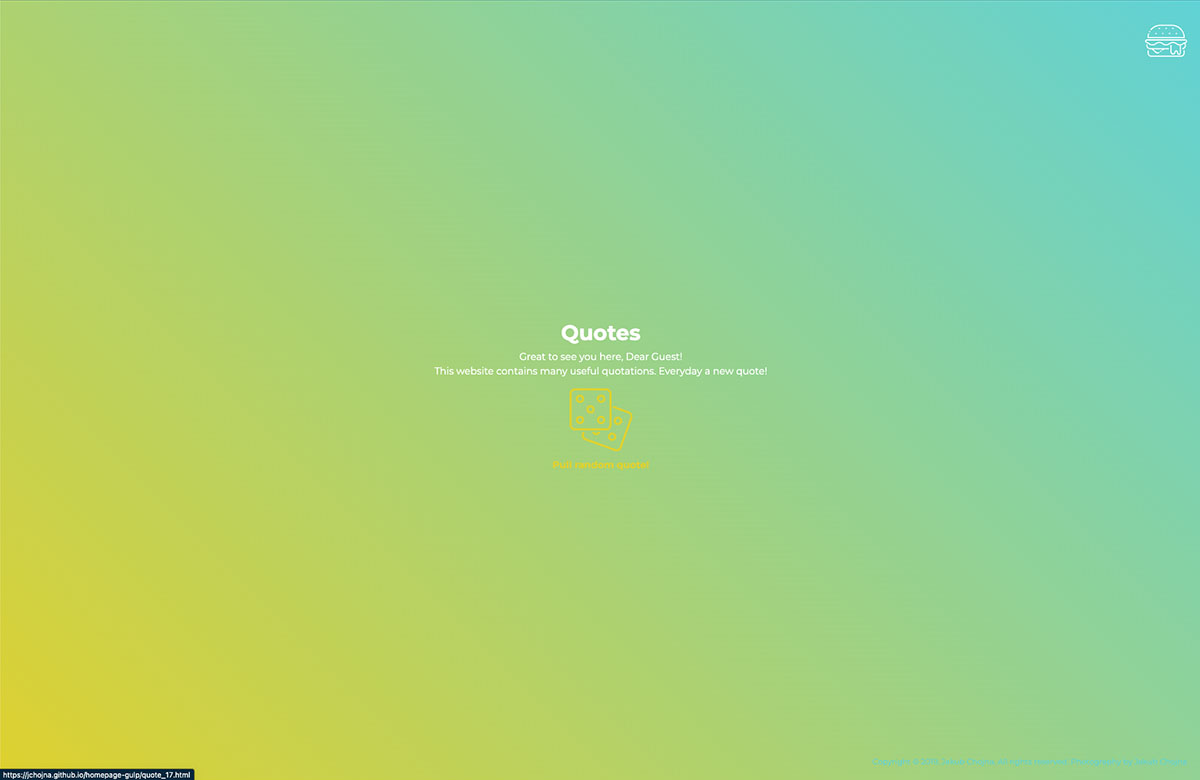 Quotes
Great to see you here, Dear Guest!
This website contains many useful quotations. Everyday a new quote!
Pull random quote!
Copyright © 2019, Jakub Chojna, All rights reserved. Photography by Jakub Chojna
https://jchojna.github.io/homepage-gulp/quote_17.html